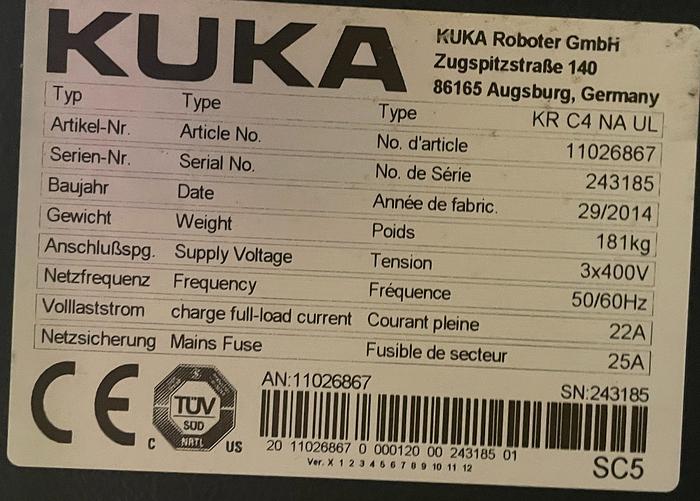 KUKA
KUKA Roboter GmbH
Zugspitzstraße 140
86165 Augsburg, Germany
Typ Type Type KR C4 NA UL
Artikel-Nr. Article No. No. d'article 11026867
Serien-Nr. Serial No. No. de Série 243185
Baujahr Date Année de fabric. 29/2014
Gewicht Weight Poids 181kg
Anschlußspg. Supply Voltage Tension 3x400V
Netzfrequenz Frequency Fréquence 50/60Hz
Volllaststrom charge full-load current Courant pleine 22A
Netzsicherung Mains Fuse Fusible de secteur 25A
CE
TÜV
SÜD
NRTL
C US
AN:11026867 SN:243185
20 11026867 0 000120 00 243185 01
Ver. X 1 2 3 4 5 6 7 8 9 10 11 12
SC5